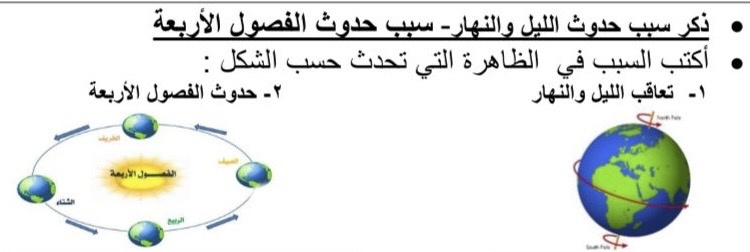 • ذكر سبب حدوث الليل والنهار- سبب حدوث الفصول الأربعة
• أكتب السبب في الظاهرة التي تحدث حسب الشكل :
١- تعاقب الليل والنهار
٢- حدوث الفصول الأربعة
North Pole
South Pole
الخريف
الصيف
الفصول الأربعة
الشتاء
الربيع